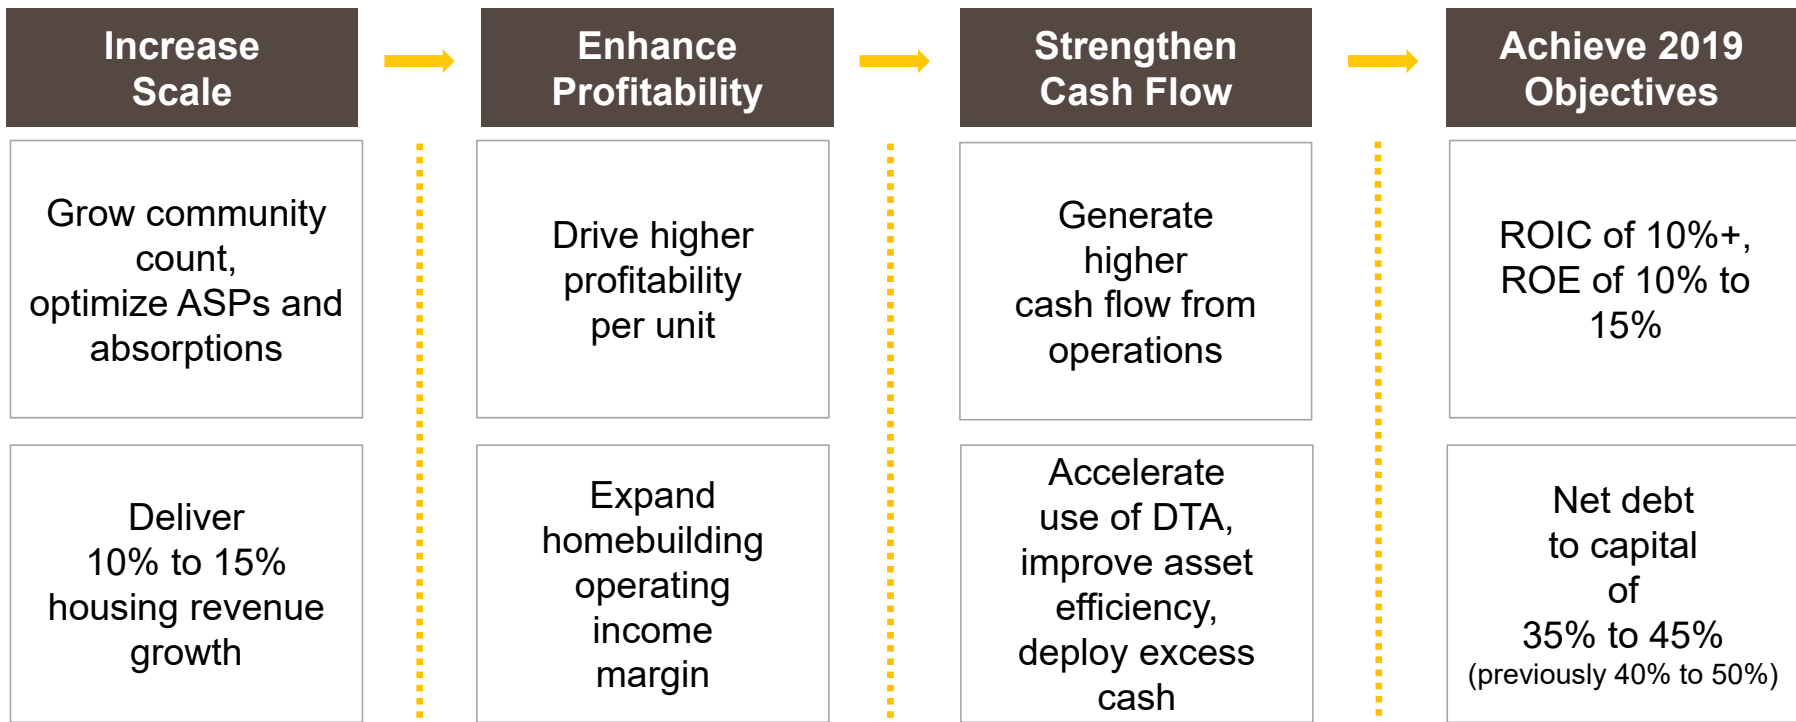 Increase
Scale
Enhance
Profitability
Strengthen
Cash Flow
Achieve 2019
Objectives
Grow community
count,
optimize ASPs and
absorptions
Drive higher
profitability
per unit
Generate
higher
cash flow from
operations
ROIC of 10%+,
ROE of 10% to
15%
Deliver
10% to 15%
housing revenue
growth
Expand
homebuilding
operating
income
margin
Accelerate
use of DTA,
improve asset
efficiency,
deploy excess
cash
Net debt
to capital
of
35% to 45%
(previously 40% to 50%)